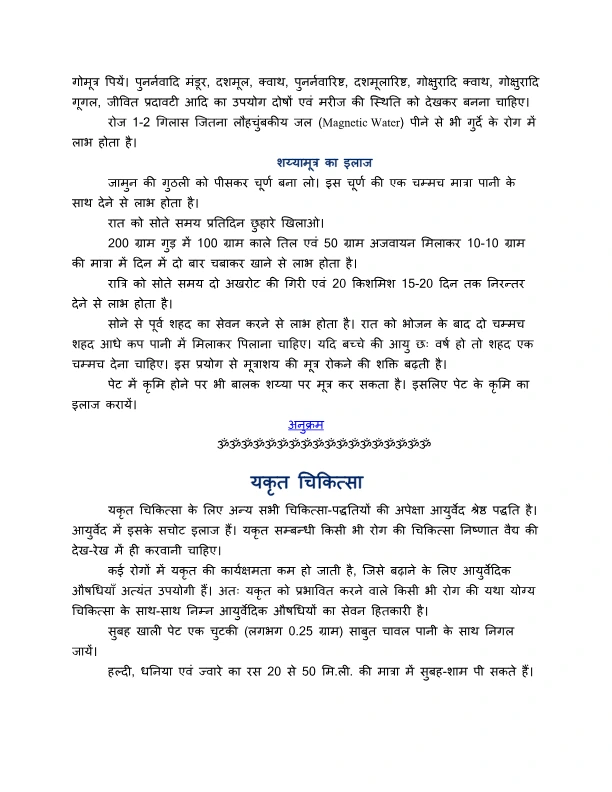 गोमूत्र पियें। पुनर्नवादि मंडूर, दशमूल, क्वाथ, पुनर्नवारिष्ट, दशमूलारिष्ट, गोक्षुरादि क्वाथ, गोक्षुरादि
गूगल, जीवित प्रदावटी आदि का उपयोग दोषों एवं मरीज की स्थिति को देखकर बनना चाहिए।
रोज 1-2 गिलास जितना लौहचुंबकीय जल (Magnetic Water) पीने से भी गुर्दे के रोग में
लाभ होता है।
शय्यामूत्र का इलाज
जामुन की गुठली को पीसकर चूर्ण बना लो। इस चूर्ण की एक चम्मच मात्रा पानी के
साथ देने से लाभ होता है।
रात को सोते समय प्रतिदिन छुहारे खिलाओ।
200 ग्राम गुड़ में 100 ग्राम काले तिल एवं 50 ग्राम अजवायन मिलाकर 10-10 ग्राम
की मात्रा में दिन में दो बार चबाकर खाने से लाभ होता है।
रात्रि को सोते समय दो अखरोट की गिरी एवं 20 किशमिश 15-20 दिन तक निरन्तर
देने से लाभ होता है।
सोने से पूर्व शहद का सेवन करने से लाभ होता है। रात को भोजन के बाद दो चम्मच
शहद आधे कप पानी में मिलाकर पिलाना चाहिए। यदि बच्चे की आयु छः वर्ष हो तो शहद एक
चम्मच देना चाहिए। इस प्रयोग से मूत्राशय की मूत्र रोकने की शक्ति बढ़ती है।
पेट में कृमि होने पर भी बालक शय्या पर मूत्र कर सकता है। इसलिए पेट के कृमि का
इलाज करायें।
अनुक्रम
ॐॐॐॐॐॐॐॐॐॐॐॐॐॐॐॐॐॐ
यकृत चिकित्सा
यकृत चिकित्सा के लिए अन्य सभी चिकित्सा-पद्धतियों की अपेक्षा आयुर्वेद श्रेष्ठ पद्धति है।
आयुर्वेद में इसके सचोट इलाज हैं। यकृत सम्बन्धी किसी भी रोग की चिकित्सा निष्णात वैद्य की
देख-रेख में ही करवानी चाहिए।
कई रोगों में यकृत की कार्यक्षमता कम हो जाती है, जिसे बढ़ाने के लिए आयुर्वेदिक
औषधियाँ अत्यंत उपयोगी हैं। अतः यकृत को प्रभावित करने वाले किसी भी रोग की यथा योग्य
चिकित्सा के साथ-साथ निम्न आयुर्वेदिक औषधियों का सेवन हितकारी है।
सुबह खाली पेट एक चुटकी (लगभग 0.25 ग्राम) साबुत चावल पानी के साथ निगल
जायें।
हल्दी, धनिया एवं ज्वारे का रस 20 से 50 मि.ली. की मात्रा में सुबह-शाम पी सकते हैं।